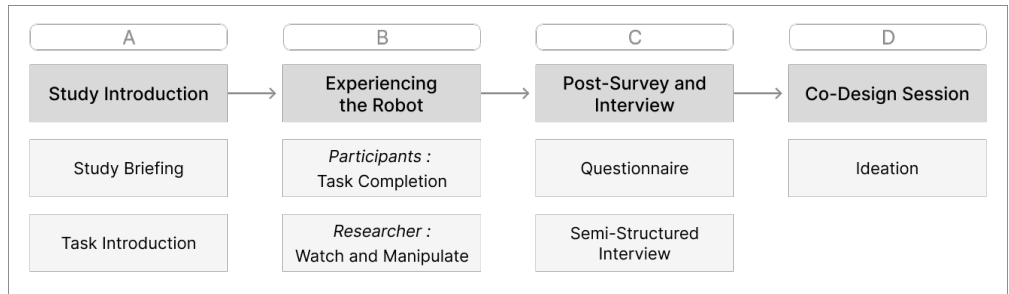 A
B
C
D
Study Introduction
Experiencing
the Robot
Post-Survey and
Interview
Co-Design Session
Study Briefing
Participants :
Task Completion
Questionnaire
Ideation
Task Introduction
Researcher :
Watch and Manipulate
Semi-Structured
Interview